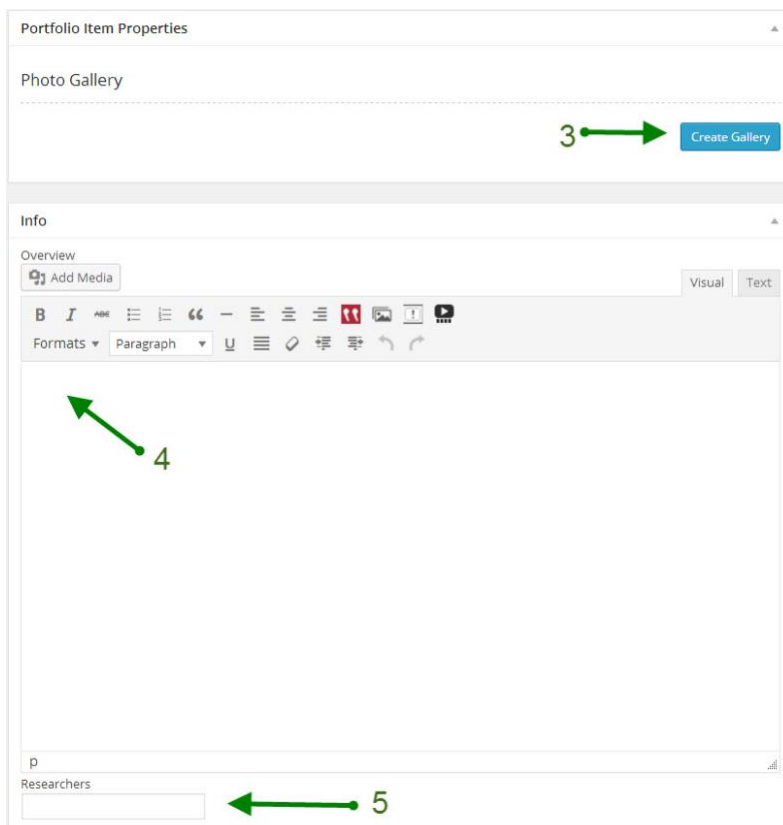 Portfolio Item Properties
Photo Gallery
3
Create Gallery
Info
Overview
Add Media
Visual Text
B I ABE
Formats Paragraph U
4
p
Researchers
5